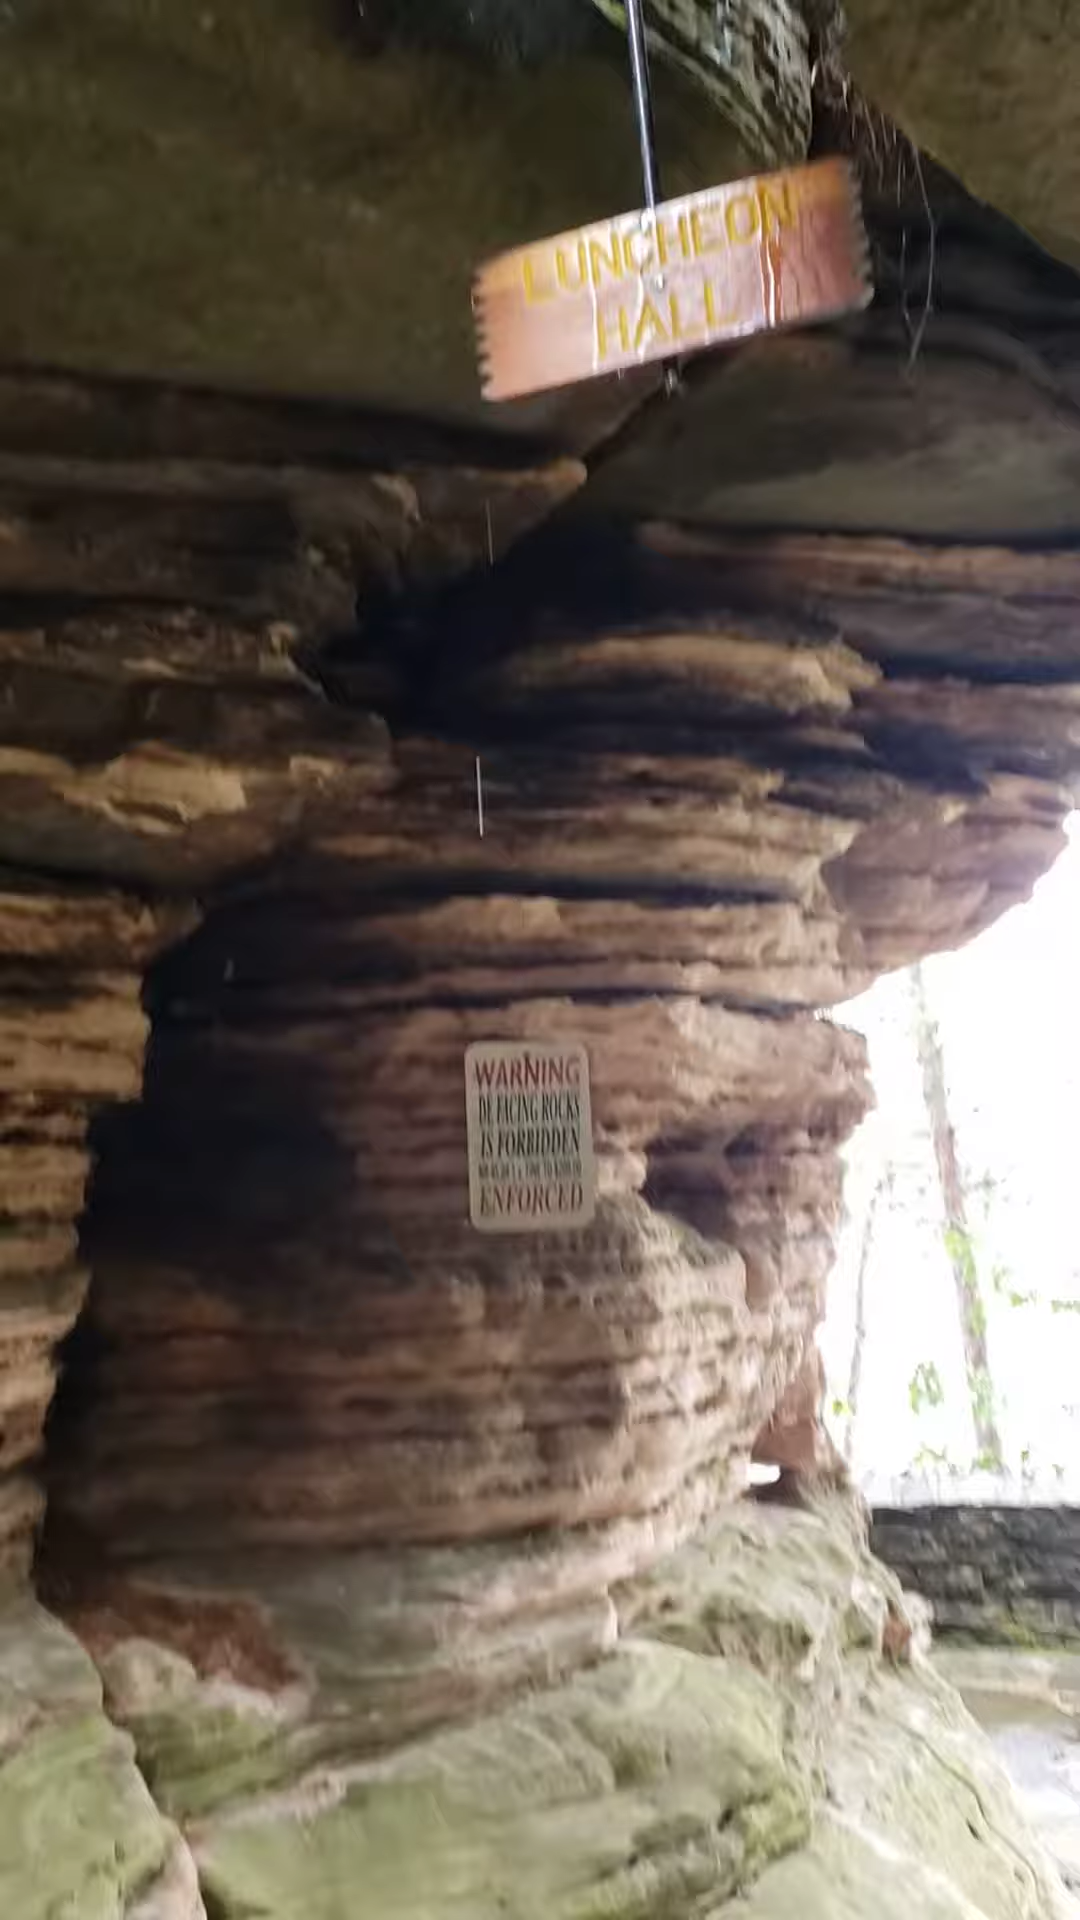 LUNCHEON
HALL
WARNING
DEFACING ROCKS
IS FORBIDDEN
ENFORCED